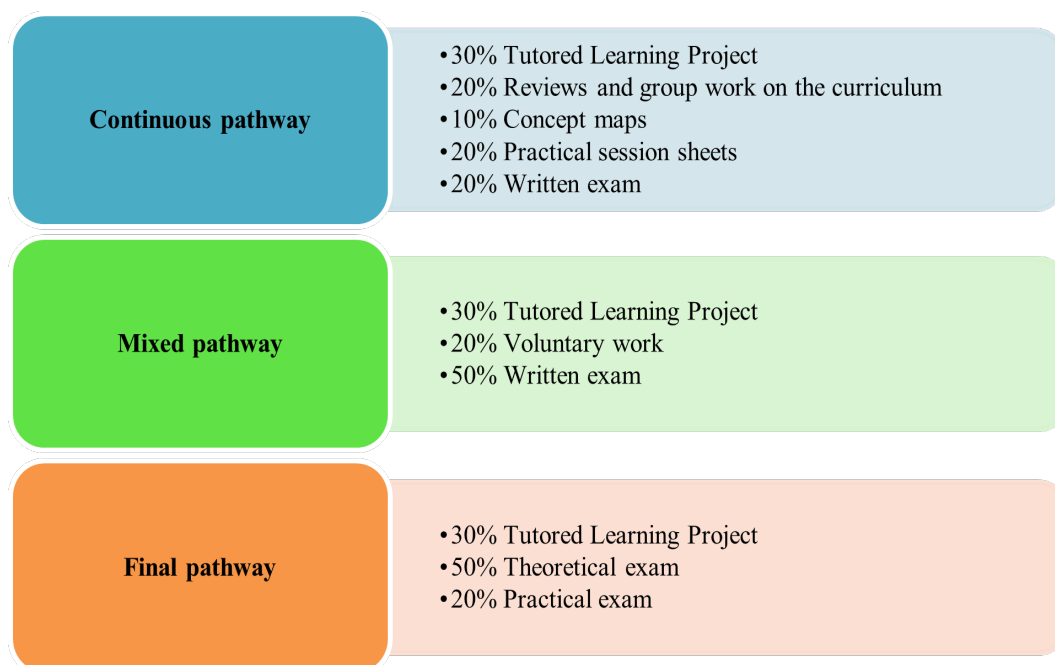 Continuous pathway
•30% Tutored Learning Project
•20% Reviews and group work on the curriculum
•10% Concept maps
•20% Practical session sheets
•20% Written exam
Mixed pathway
•30% Tutored Learning Project
•20% Voluntary work
•50% Written exam
Final pathway
•30% Tutored Learning Project
•50% Theoretical exam
•20% Practical exam